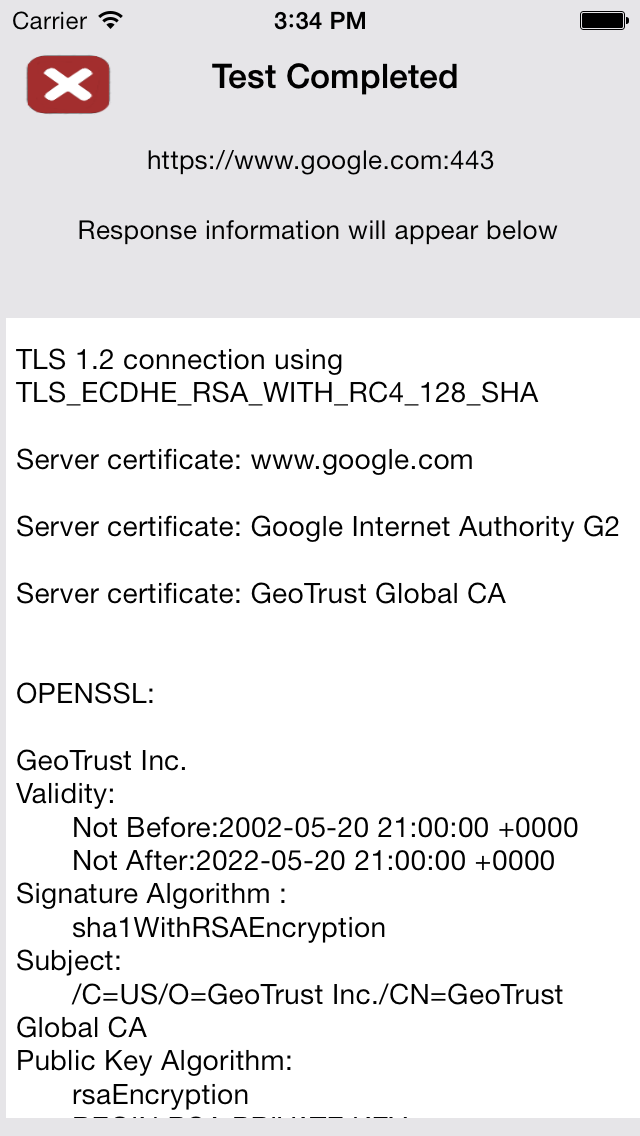 Carrier 3:34 PM
Test Completed
https://www.google.com:443
Response information will appear below
TLS 1.2 connection using
TLS_ECDHE_RSA_WITH_RC4_128_SHA
Server certificate: www.google.com
Server certificate: Google Internet Authority G2
Server certificate: GeoTrust Global CA
OPENSSL:
GeoTrust Inc.
Validity:
Not Before:2002-05-20 21:00:00 +0000
Not After:2022-05-20 21:00:00 +0000
Signature Algorithm :
sha1WithRSAEncryption
Subject:
/C=US/O=GeoTrust Inc./CN=GeoTrust
Global CA
Public Key Algorithm:
rsaEncryption